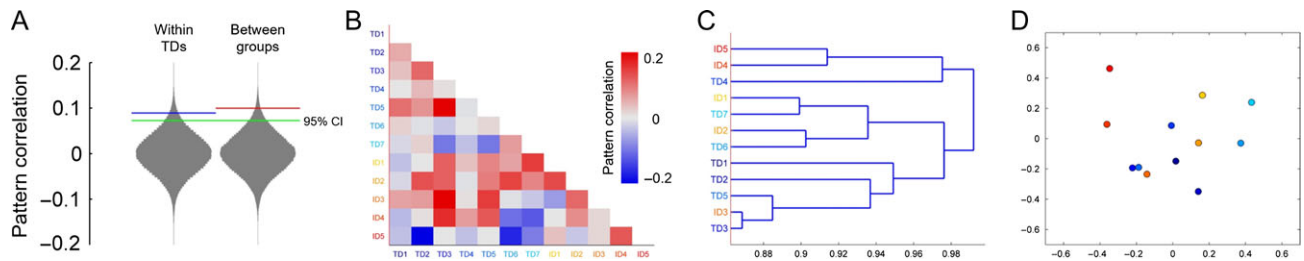 A
Within
TDs
Between
groups
Pattern correlation
0.2
0.1
0
−0.1
−0.2
95% CI
B
TD1
TD2
TD3
TD4
TD5
TD6
TD7
ID1
ID2
ID3
ID4
ID5
TD1 TD2 TD3 TD4 TD5 TD6 TD7 ID1 ID2 ID3 ID4 ID5
Pattern correlation
0.2
0
−0.2
C
ID5
ID4
TD4
ID1
TD7
ID2
TD6
TD1
TD2
TD5
ID3
TD3
0.88 0.9 0.92 0.94 0.96 0.98
D
0.6
0.4
0.2
0
−0.2
−0.4
−0.6
−0.6 −0.4 −0.2 0 0.2 0.4 0.6